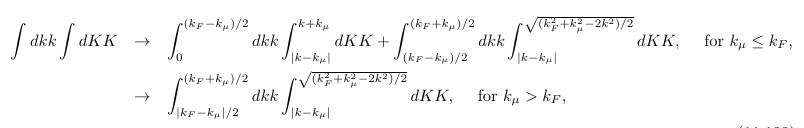 ∫ dkk ∫ dKK → ∫_0^{(k_F−k_μ)/2} dkk ∫_{|k−k_μ|}^{k+k_μ} dKK + ∫_{(k_F−k_μ)/2}^{(k_F+k_μ)/2} dkk ∫_{|k−k_μ|}^{√((k_F^2+k_μ^2−2k^2)/2)} dKK, for k_μ ≤ k_F,
→ ∫_{|k_F−k_μ|/2}^{(k_F+k_μ)/2} dkk ∫_{|k−k_μ|}^{√((k_F^2+k_μ^2−2k^2)/2)} dKK, for k_μ > k_F,